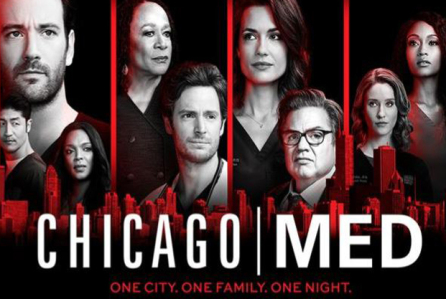 CHICAGO | MED
ONE CITY. ONE FAMILY. ONE NIGHT.